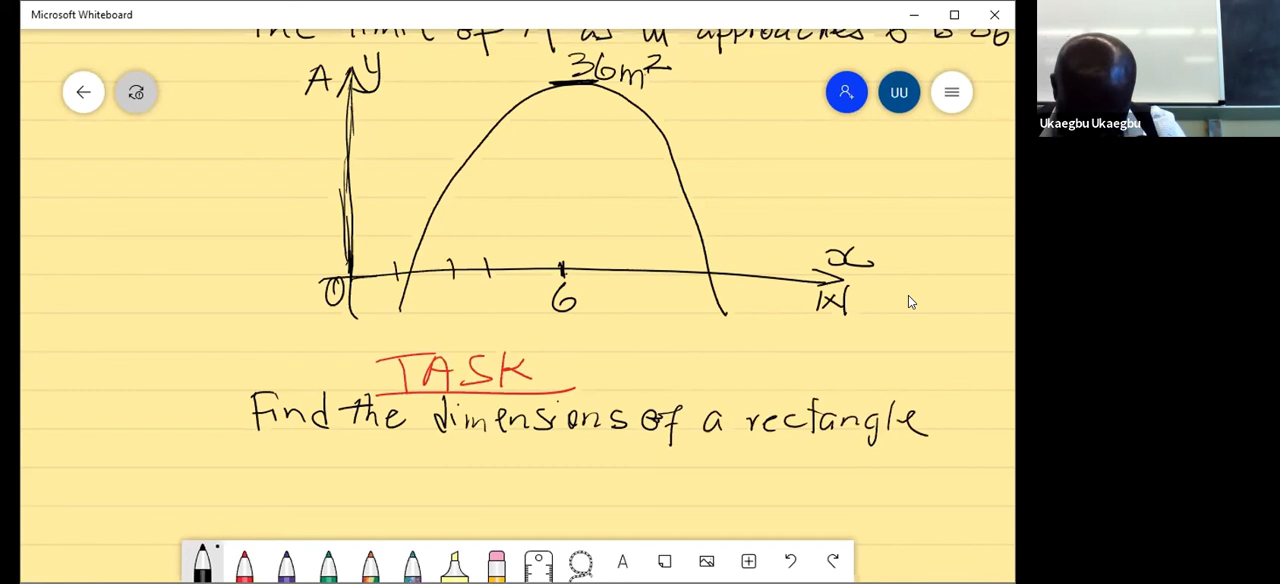 Microsoft Whiteboard
The limit of A as w approaches 6 is 36
36m²
A y
UU
Ukaegbu Ukaegbu
x
0
6
TASK
Find the dimensions of a rectangle
A